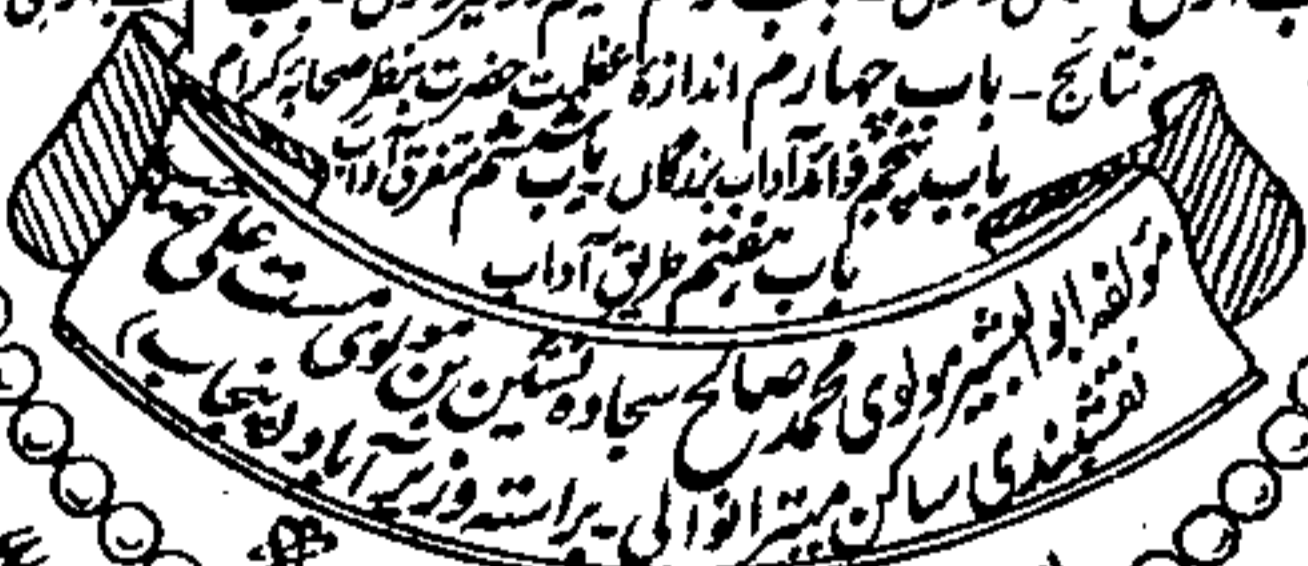 نتائج ۔ باب چہارم اندازۂ عظمت حضرت بنظر صحابہ کرام
باب پنجم فوائد آداب بزرگاں باب ششم متفرق آداب
باب ہفتم طریق آداب
مؤلفہ ابو البشیر مولوی محمد صالح سجادہ نشین بن مولوی مست علی صاحب
نقشبندی ساکن میترانوالی ۔ براستہ وزیر آباد (پنجاب)